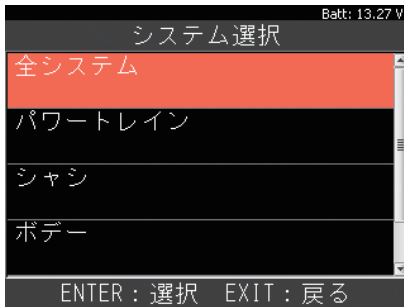 Batt: 13.27 V
システム選択
全システム
パワートレイン
シャシ
ボデー
ENTER：選択　EXIT：戻る